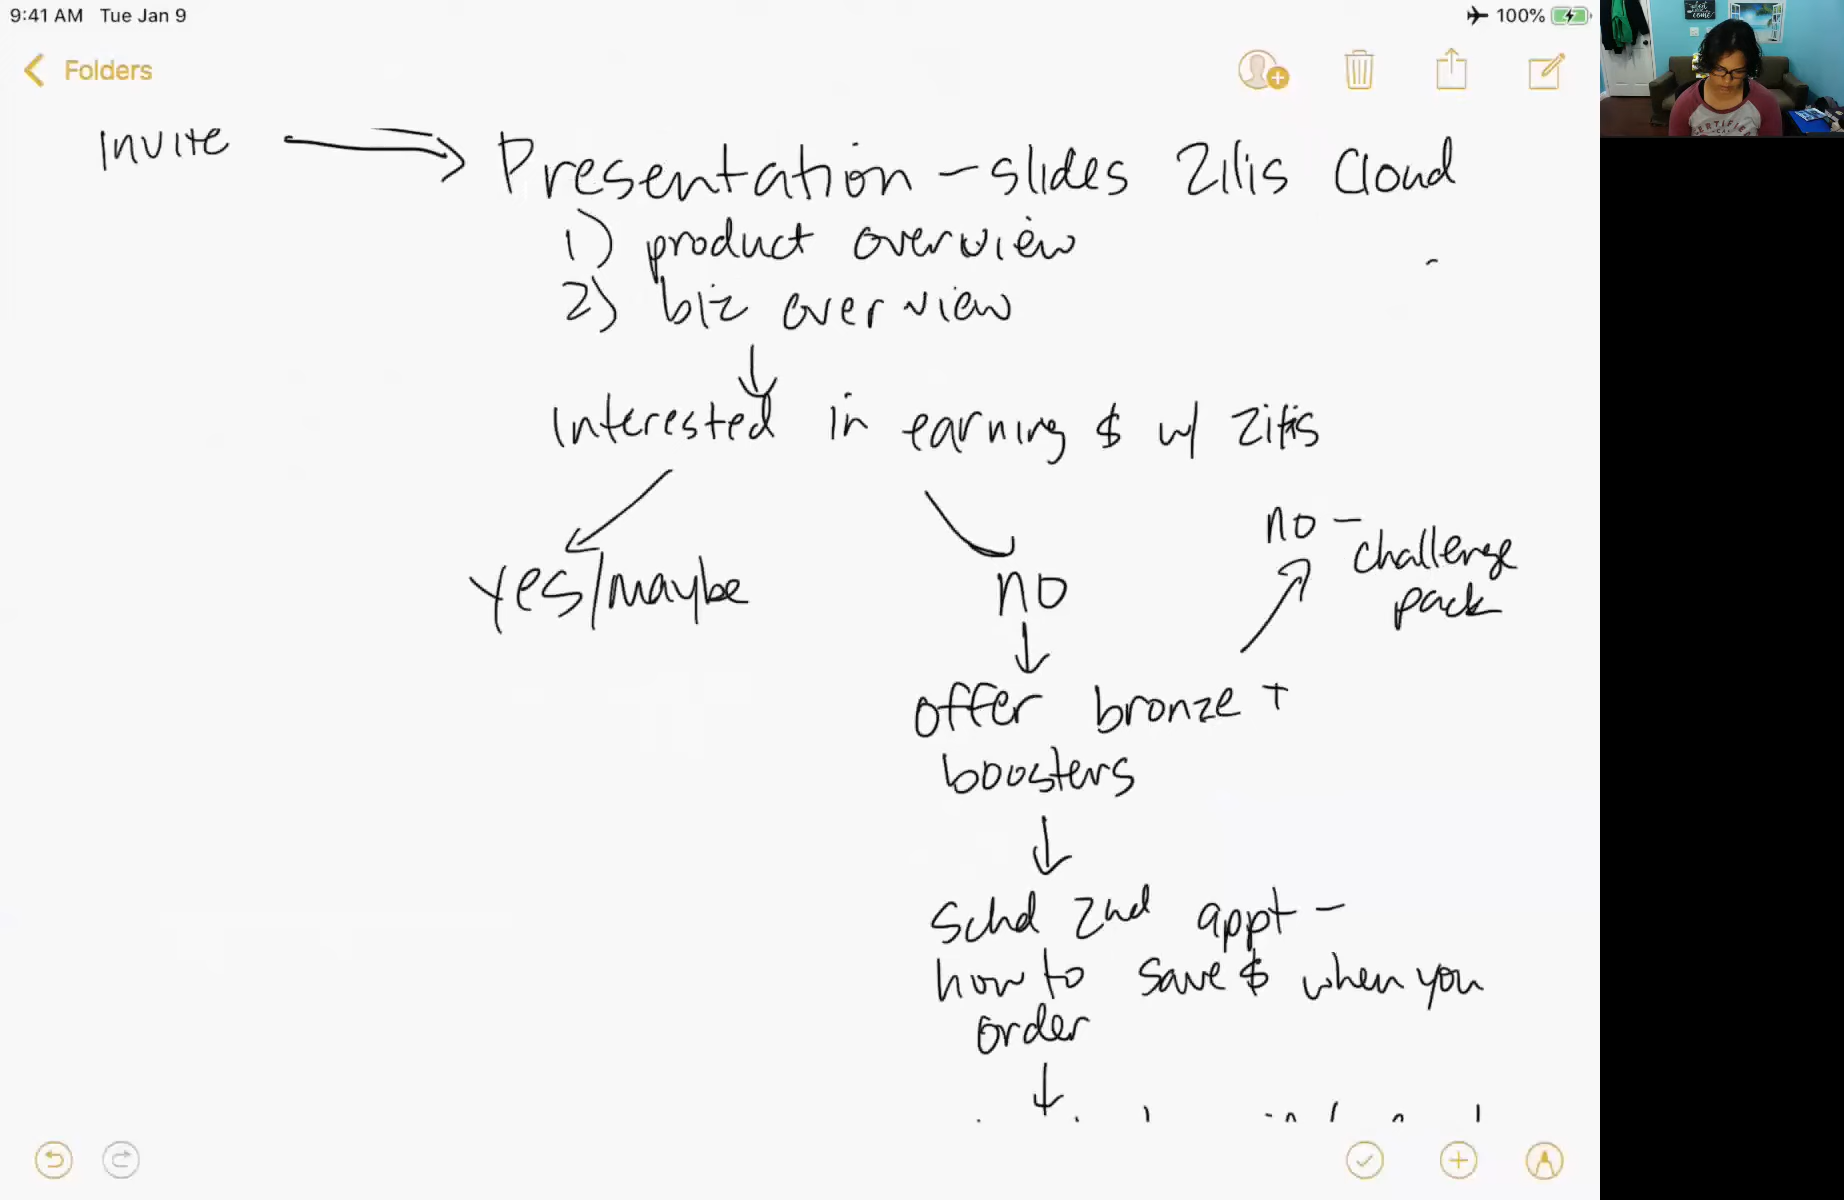 9:41 AM Tue Jan 9
100%
Folders
Invite
Presentation - slides Zilis Cloud
1) product overview
2) biz overview
Interested in earning $ w/ Zilis
yes/maybe
no
no -
challenge
pack
offer bronze +
boosters
Schd 2nd appt -
how to save $ when you
order